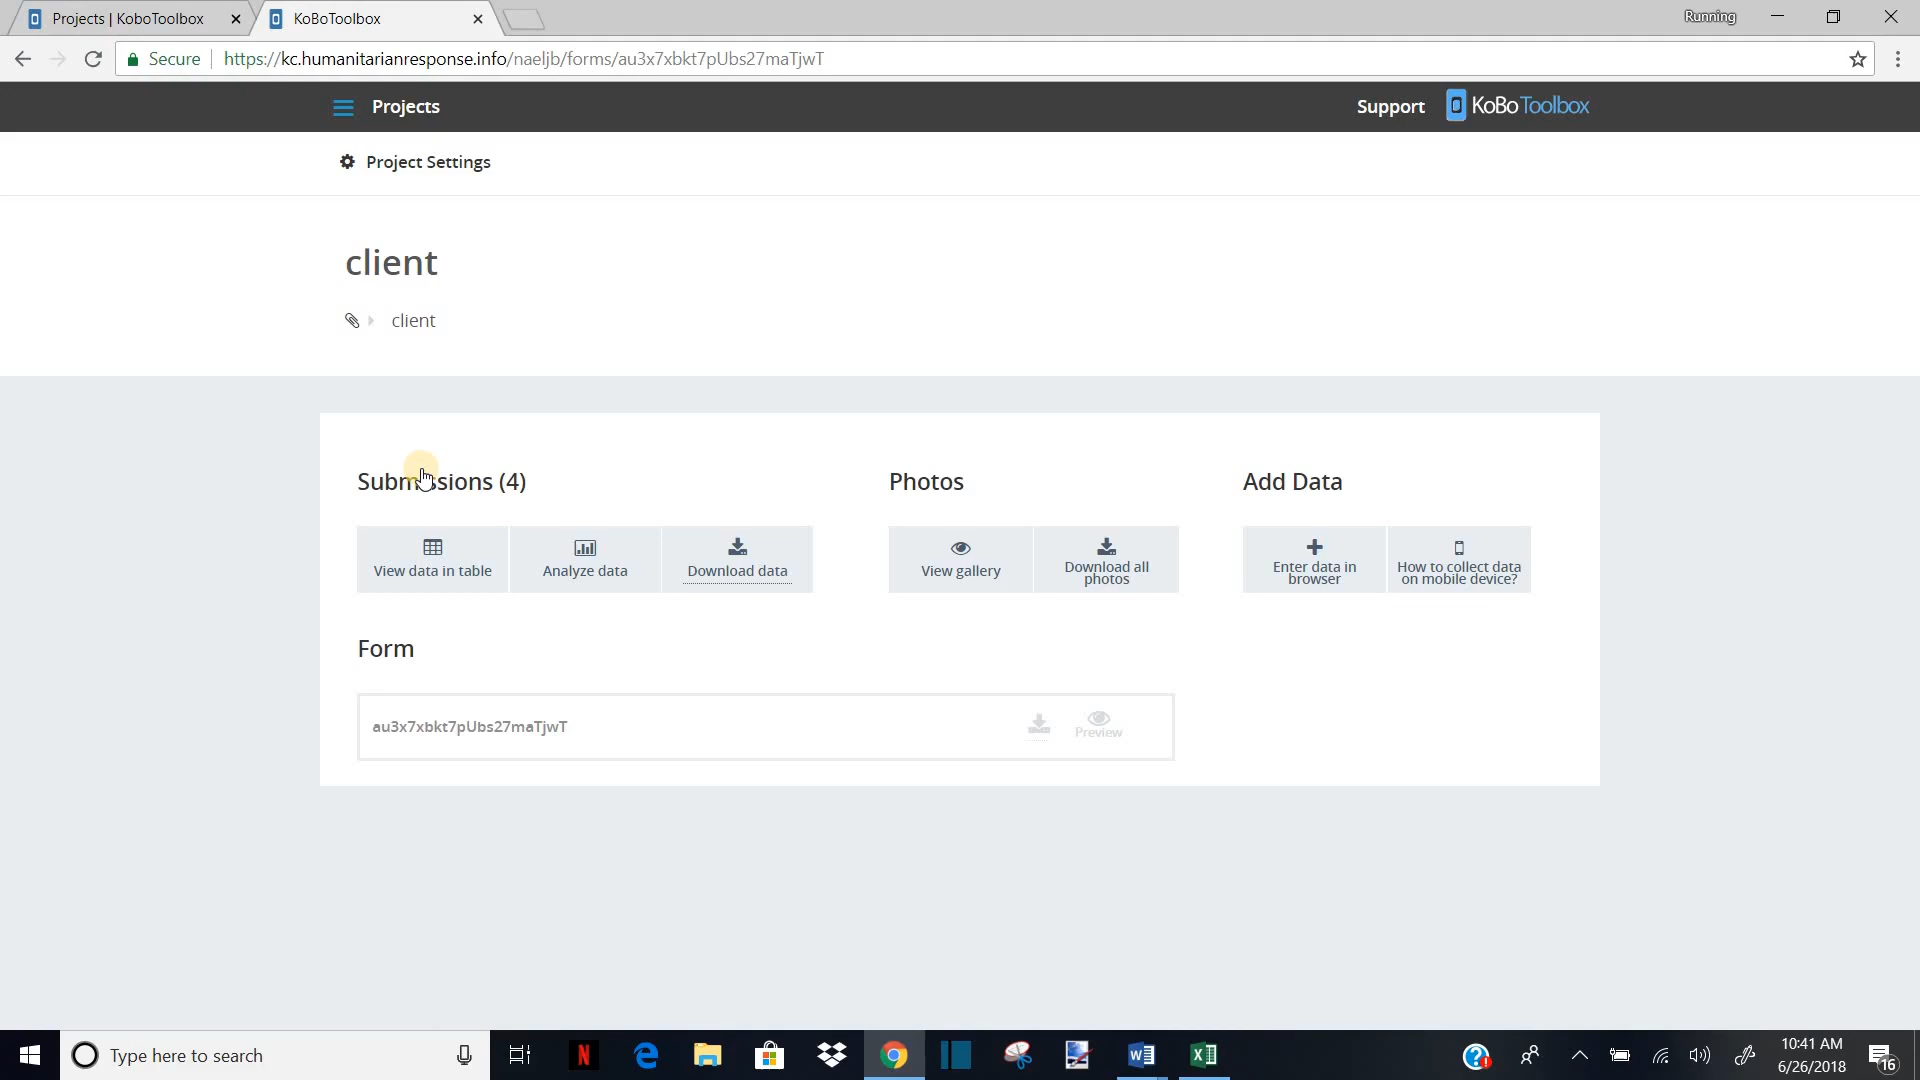 Projects | KoboToolbox
KoBoToolbox
Running
Secure
https://kc.humanitarianresponse.info/naeljb/forms/au3x7xbkt7pUbs27maTjwT
Projects
Support
KoBoToolbox
Project Settings
client
client
Submissions (4)
Photos
Add Data
View data in table
Analyze data
Download data
View gallery
Download all
photos
Enter data in
browser
How to collect data
on mobile device?
Form
au3x7xbkt7pUbs27maTjwT
Preview
Type here to search
10:41 AM
6/26/2018
16